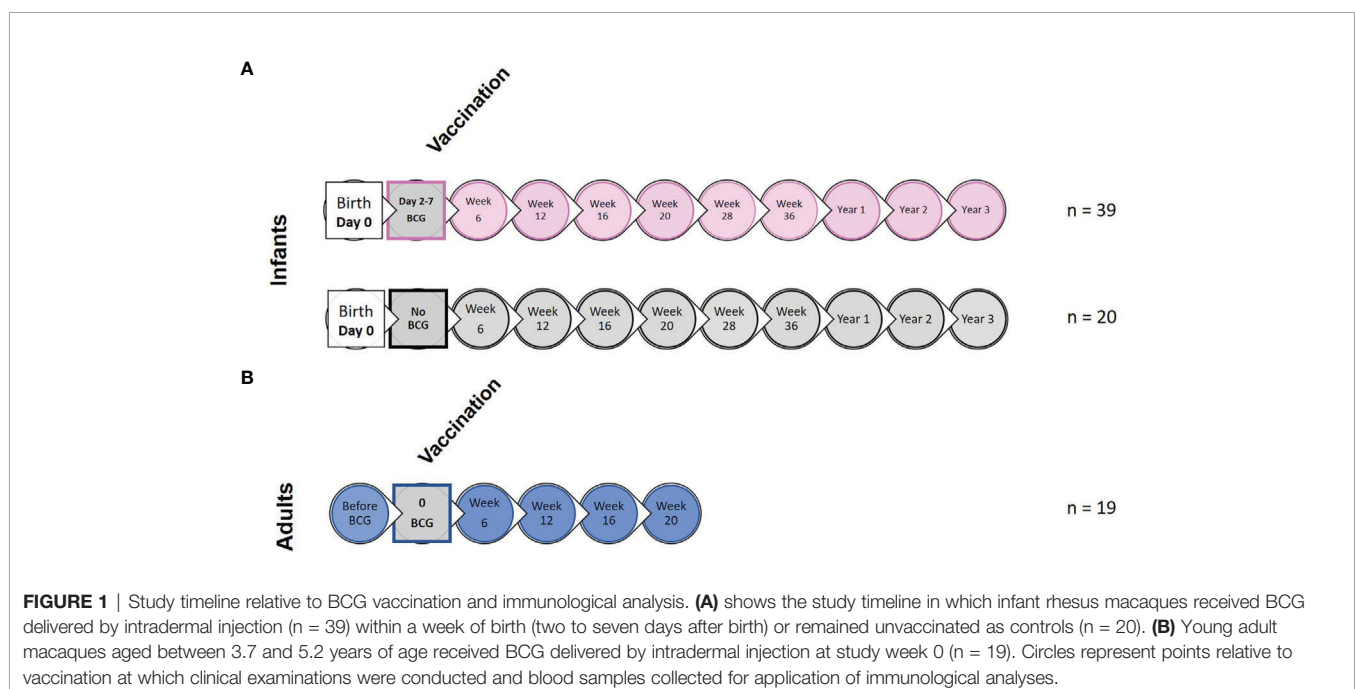 A
Vaccination
Infants
Birth
Day 0
Day 2-7
BCG
Week
6
Week
12
Week
16
Week
20
Week
28
Week
36
Year 1
Year 2
Year 3
n = 39
Birth
Day 0
No
BCG
Week
6
Week
12
Week
16
Week
20
Week
28
Week
36
Year 1
Year 2
Year 3
n = 20
B
Vaccination
Adults
Before
BCG
0
BCG
Week
6
Week
12
Week
16
Week
20
n = 19
FIGURE 1 | Study timeline relative to BCG vaccination and immunological analysis. (A) shows the study timeline in which infant rhesus macaques received BCG
delivered by intradermal injection (n = 39) within a week of birth (two to seven days after birth) or remained unvaccinated as controls (n = 20). (B) Young adult
macaques aged between 3.7 and 5.2 years of age received BCG delivered by intradermal injection at study week 0 (n = 19). Circles represent points relative to
vaccination at which clinical examinations were conducted and blood samples collected for application of immunological analyses.